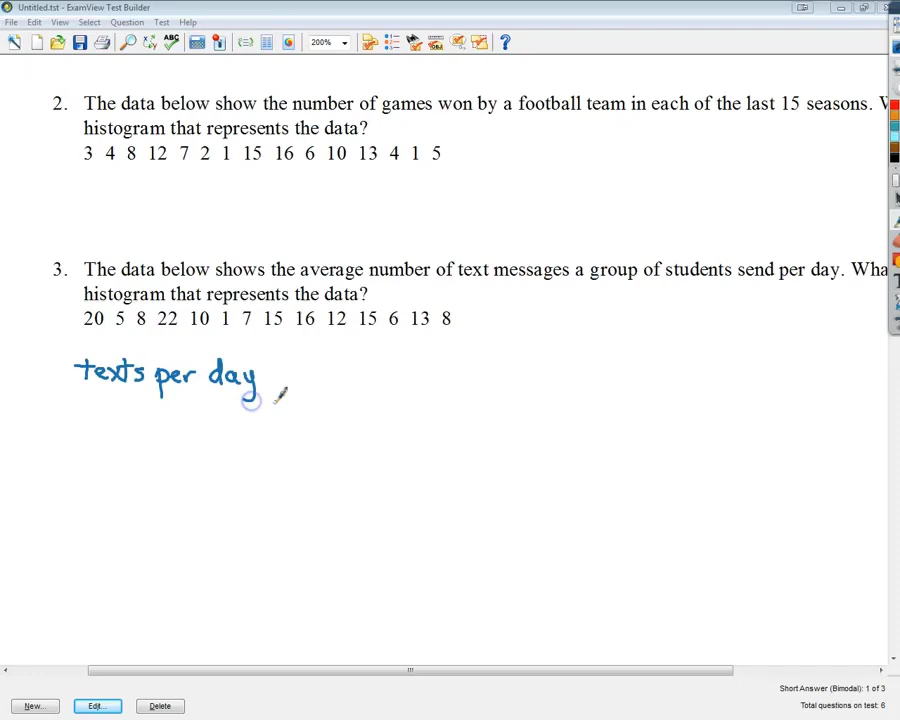 Untitled.tst - ExamView Test Builder
File Edit View Select Question Test Help
ABC 200%
2. The data below show the number of games won by a football team in each of the last 15 seasons.
histogram that represents the data?
3 4 8 12 7 2 1 15 16 6 10 13 4 1 5
3. The data below shows the average number of text messages a group of students send per day. Wha
histogram that represents the data?
20 5 8 22 10 1 7 15 16 12 15 6 13 8
texts per day
Short Answer (Bimodal): 1 of 3
New... Edit... Delete
Total questions on test: 6